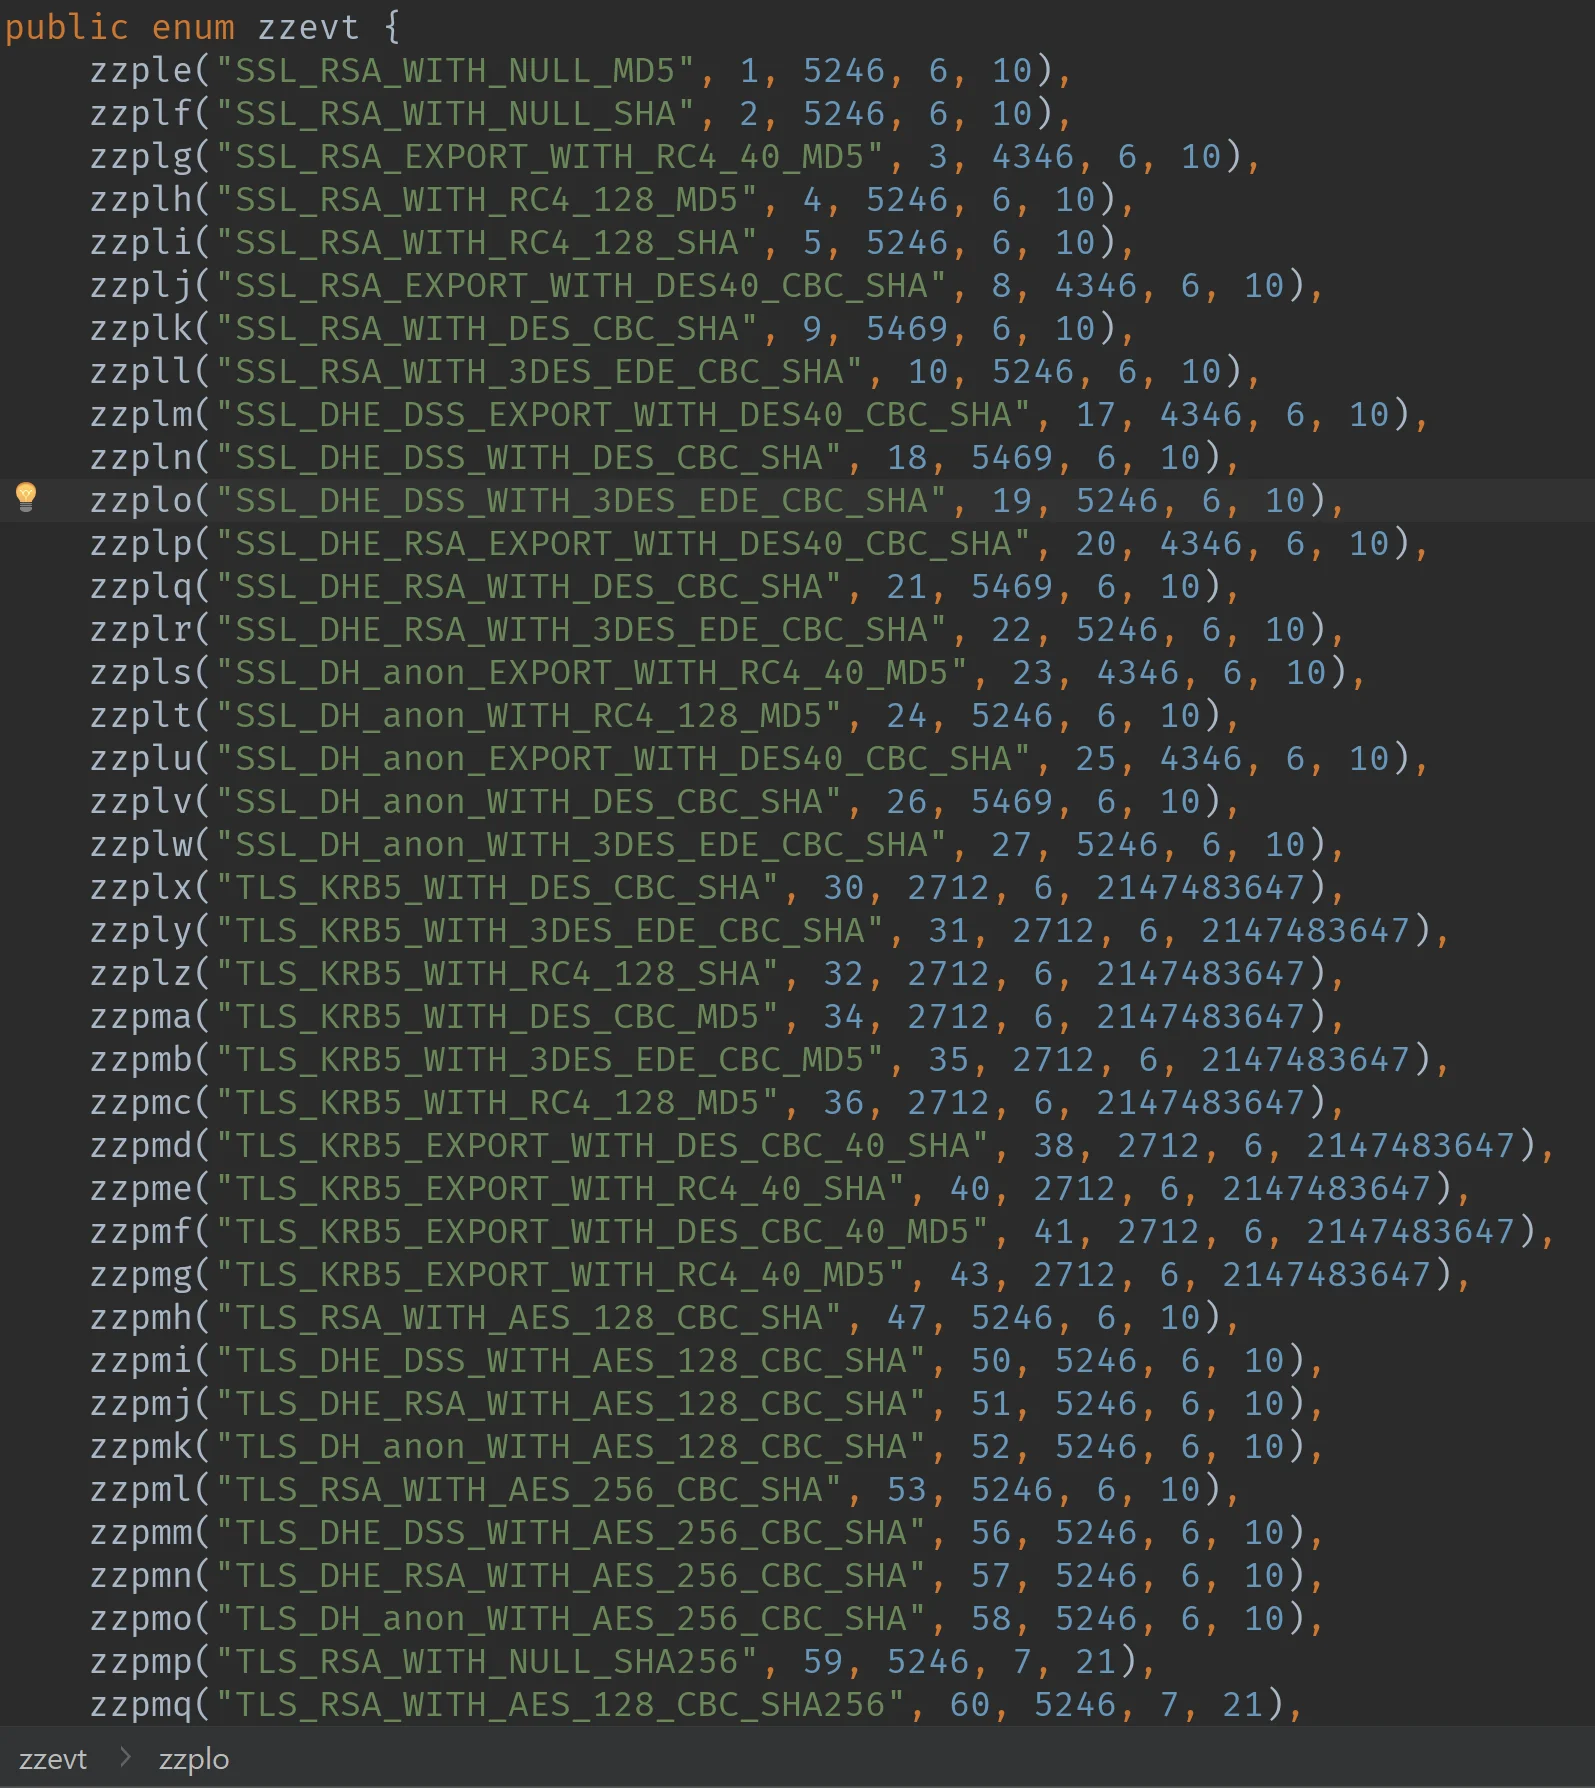 public enum zzevt {
zzple("SSL_RSA_WITH_NULL_MD5", 1, 5246, 6, 10),
zzplf("SSL_RSA_WITH_NULL_SHA", 2, 5246, 6, 10),
zzplg("SSL_RSA_EXPORT_WITH_RC4_40_MD5", 3, 4346, 6, 10),
zzplh("SSL_RSA_WITH_RC4_128_MD5", 4, 5246, 6, 10),
zzpli("SSL_RSA_WITH_RC4_128_SHA", 5, 5246, 6, 10),
zzplj("SSL_RSA_EXPORT_WITH_DES40_CBC_SHA", 8, 4346, 6, 10),
zzplk("SSL_RSA_WITH_DES_CBC_SHA", 9, 5469, 6, 10),
zzpll("SSL_RSA_WITH_3DES_EDE_CBC_SHA", 10, 5246, 6, 10),
zzplm("SSL_DHE_DSS_EXPORT_WITH_DES40_CBC_SHA", 17, 4346, 6, 10),
zzpln("SSL_DHE_DSS_WITH_DES_CBC_SHA", 18, 5469, 6, 10),
zzplo("SSL_DHE_DSS_WITH_3DES_EDE_CBC_SHA", 19, 5246, 6, 10),
zzplp("SSL_DHE_RSA_EXPORT_WITH_DES40_CBC_SHA", 20, 4346, 6, 10),
zzplq("SSL_DHE_RSA_WITH_DES_CBC_SHA", 21, 5469, 6, 10),
zzplr("SSL_DHE_RSA_WITH_3DES_EDE_CBC_SHA", 22, 5246, 6, 10),
zzpls("SSL_DH_anon_EXPORT_WITH_RC4_40_MD5", 23, 4346, 6, 10),
zzplt("SSL_DH_anon_WITH_RC4_128_MD5", 24, 5246, 6, 10),
zzplu("SSL_DH_anon_EXPORT_WITH_DES40_CBC_SHA", 25, 4346, 6, 10),
zzplv("SSL_DH_anon_WITH_DES_CBC_SHA", 26, 5469, 6, 10),
zzplw("SSL_DH_anon_WITH_3DES_EDE_CBC_SHA", 27, 5246, 6, 10),
zzplx("TLS_KRB5_WITH_DES_CBC_SHA", 30, 2712, 6, 2147483647),
zzply("TLS_KRB5_WITH_3DES_EDE_CBC_SHA", 31, 2712, 6, 2147483647),
zzplz("TLS_KRB5_WITH_RC4_128_SHA", 32, 2712, 6, 2147483647),
zzpma("TLS_KRB5_WITH_DES_CBC_MD5", 34, 2712, 6, 2147483647),
zzpmb("TLS_KRB5_WITH_3DES_EDE_CBC_MD5", 35, 2712, 6, 2147483647),
zzpmc("TLS_KRB5_WITH_RC4_128_MD5", 36, 2712, 6, 2147483647),
zzpmd("TLS_KRB5_EXPORT_WITH_DES_CBC_40_SHA", 38, 2712, 6, 2147483647),
zzpme("TLS_KRB5_EXPORT_WITH_RC4_40_SHA", 40, 2712, 6, 2147483647),
zzpmf("TLS_KRB5_EXPORT_WITH_DES_CBC_40_MD5", 41, 2712, 6, 2147483647),
zzpmg("TLS_KRB5_EXPORT_WITH_RC4_40_MD5", 43, 2712, 6, 2147483647),
zzpmh("TLS_RSA_WITH_AES_128_CBC_SHA", 47, 5246, 6, 10),
zzpmi("TLS_DHE_DSS_WITH_AES_128_CBC_SHA", 50, 5246, 6, 10),
zzpmj("TLS_DHE_RSA_WITH_AES_128_CBC_SHA", 51, 5246, 6, 10),
zzpmk("TLS_DH_anon_WITH_AES_128_CBC_SHA", 52, 5246, 6, 10),
zzpml("TLS_RSA_WITH_AES_256_CBC_SHA", 53, 5246, 6, 10),
zzpmm("TLS_DHE_DSS_WITH_AES_256_CBC_SHA", 56, 5246, 6, 10),
zzpmn("TLS_DHE_RSA_WITH_AES_256_CBC_SHA", 57, 5246, 6, 10),
zzpmo("TLS_DH_anon_WITH_AES_256_CBC_SHA", 58, 5246, 6, 10),
zzpmp("TLS_RSA_WITH_NULL_SHA256", 59, 5246, 7, 21),
zzpmq("TLS_RSA_WITH_AES_128_CBC_SHA256", 60, 5246, 7, 21),
zzevt > zzplo